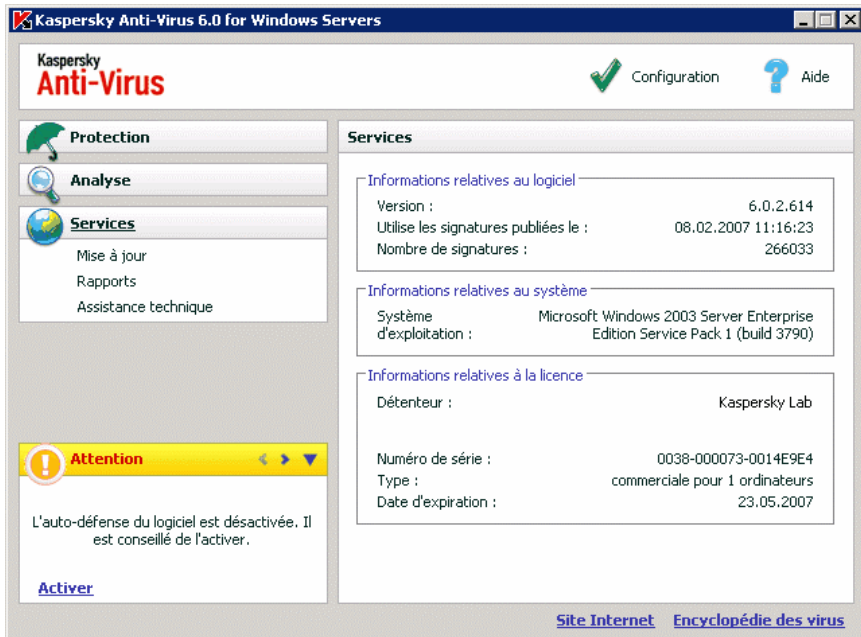 Kaspersky Anti-Virus 6.0 for Windows Servers
Kaspersky
Anti-Virus
Configuration
Aide
Protection
Analyse
Services
Mise à jour
Rapports
Assistance technique
Attention
L'auto-défense du logiciel est désactivée. Il
est conseillé de l'activer.
Activer
Services
Informations relatives au logiciel
Version : 6.0.2.614
Utilise les signatures publiées le : 08.02.2007 11:16:23
Nombre de signatures : 266033
Informations relatives au système
Système Microsoft Windows 2003 Server Enterprise
d'exploitation : Edition Service Pack 1 (build 3790)
Informations relatives à la licence
Détenteur : Kaspersky Lab
Numéro de série : 0038-000073-0014E9E4
Type : commerciale pour 1 ordinateurs
Date d'expiration : 23.05.2007
Site Internet Encyclopédie des virus